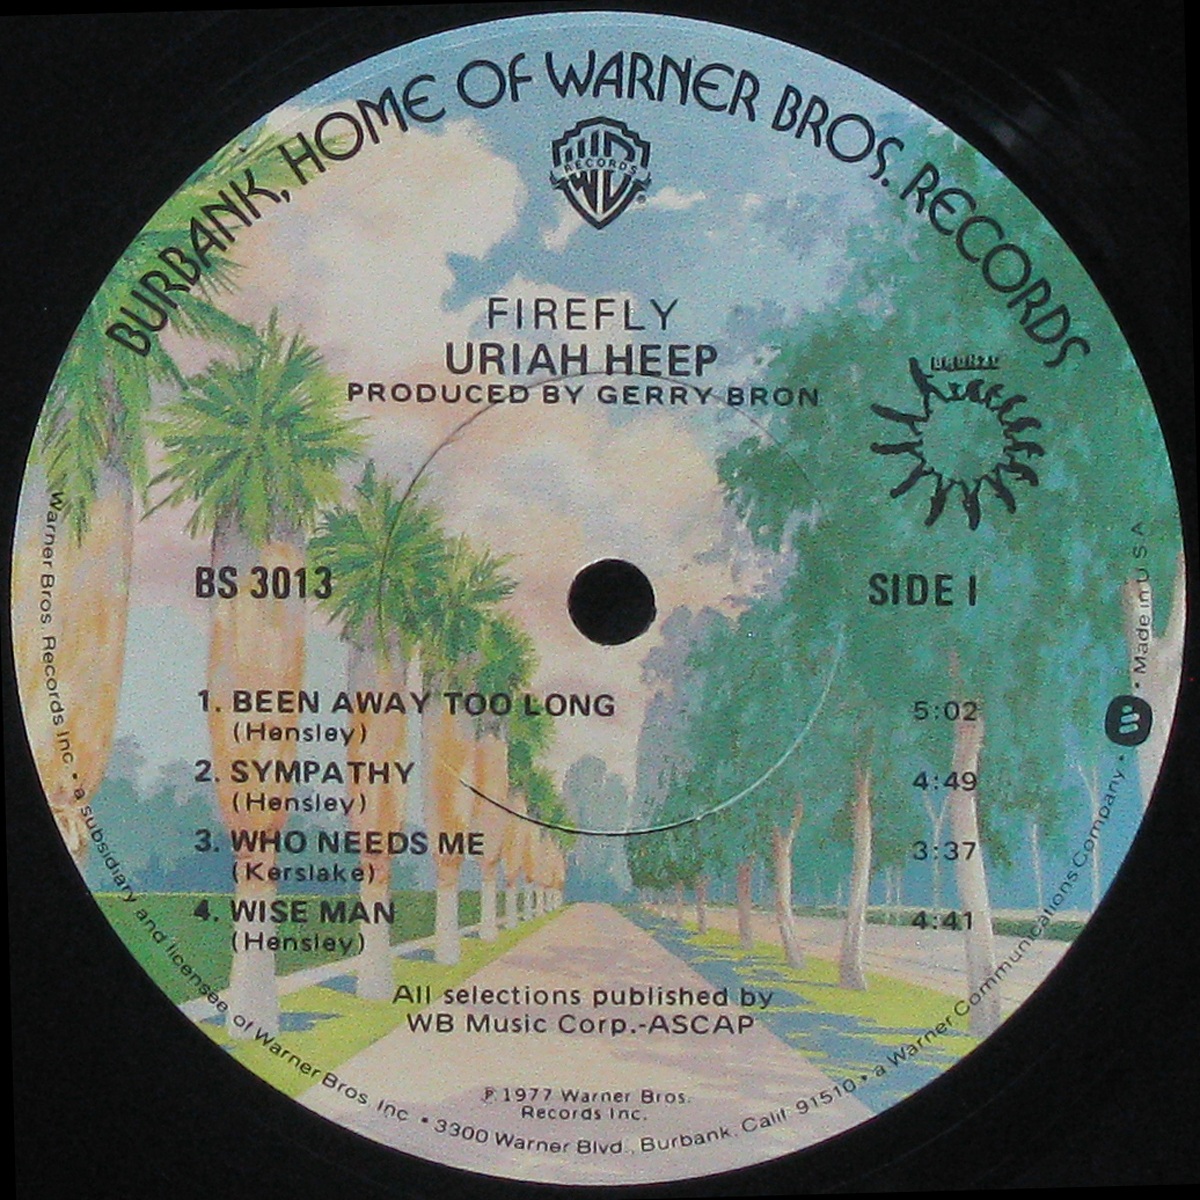 BURBANK, HOME OF WARNER BROS. RECORDS
W B
RECORDS
®
FIREFLY
URIAH HEEP
PRODUCED BY GERRY BRON
BS 3013
SIDE 1
1. BEEN AWAY TOO LONG 5:02
(Hensley)
2. SYMPATHY 4:49
(Hensley)
3. WHO NEEDS ME 3:37
(Kerslake)
4. WISE MAN 4:41
(Hensley)
All selections published by
WB Music Corp.-ASCAP
℗ 1977 Warner Bros.
Records Inc.
Warner Bros. Records Inc. • a subsidiary and licensee of Warner Bros. Inc. • 3300 Warner Blvd., Burbank, Calif. 91510 • a Warner Communications Company • W • Made in U.S.A.